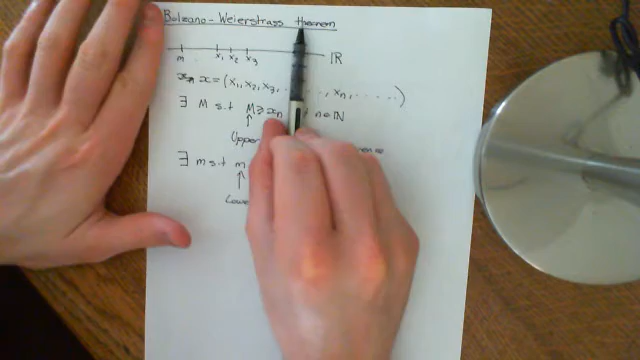 Bolzano-Weierstrass Theorem
m x₁ x₂ x₃ ℝ
x = (x₁, x₂, x₃, ..., xₙ, .....)
∃ M s.t M ≥ xₙ n ∈ ℕ
Upper
∃ m s.t m
Lowe